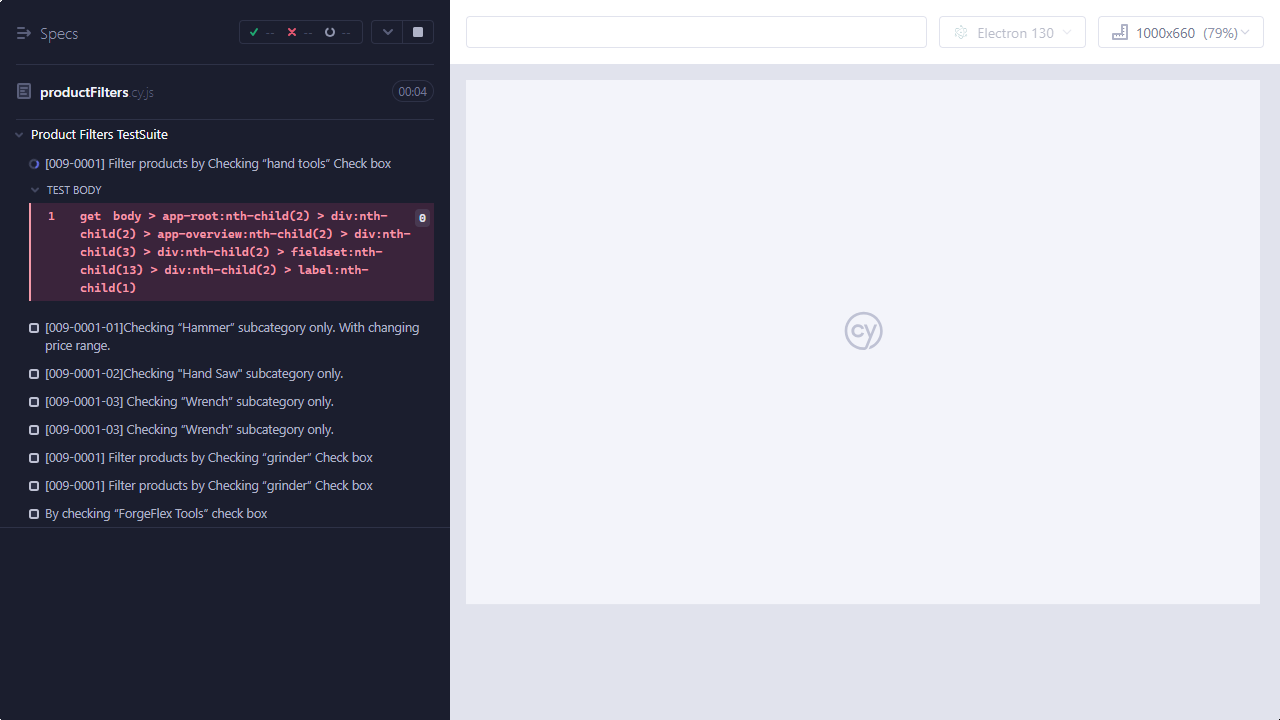 Specs
-- -- --
Electron 130
1000x660 (79%)
productFilters.cy.js
00:04
Product Filters TestSuite
[009-0001] Filter products by Checking “hand tools” Check box
TEST BODY
1 get body > app-root:nth-child(2) > div:nth-
child(2) > app-overview:nth-child(2) > div:nth-
child(3) > div:nth-child(2) > fieldset:nth-
child(13) > div:nth-child(2) > label:nth-
child(1)
0
[009-0001-01]Checking “Hammer” subcategory only. With changing
price range.
[009-0001-02]Checking "Hand Saw" subcategory only.
[009-0001-03] Checking “Wrench” subcategory only.
[009-0001-03] Checking “Wrench” subcategory only.
[009-0001] Filter products by Checking “grinder” Check box
[009-0001] Filter products by Checking “grinder” Check box
By checking “ForgeFlex Tools” check box
cy